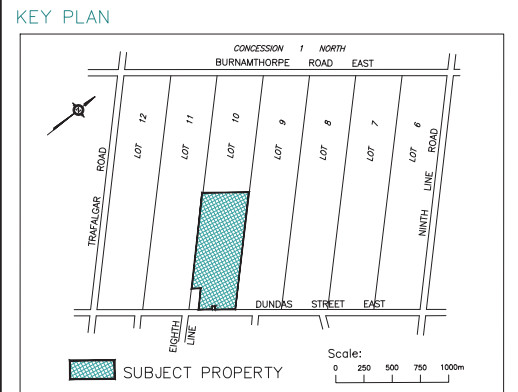 KEY PLAN
CONCESSION 1 NORTH
BURNAMTHORPE ROAD EAST
TRAFALGAR ROAD
LOT 12
LOT 11
LOT 10
LOT 9
LOT 8
LOT 7
LOT 6
NINTH LINE ROAD
DUNDAS STREET EAST
EIGHTH
LINE
SUBJECT PROPERTY
Scale:
0 250 500 750 1000m